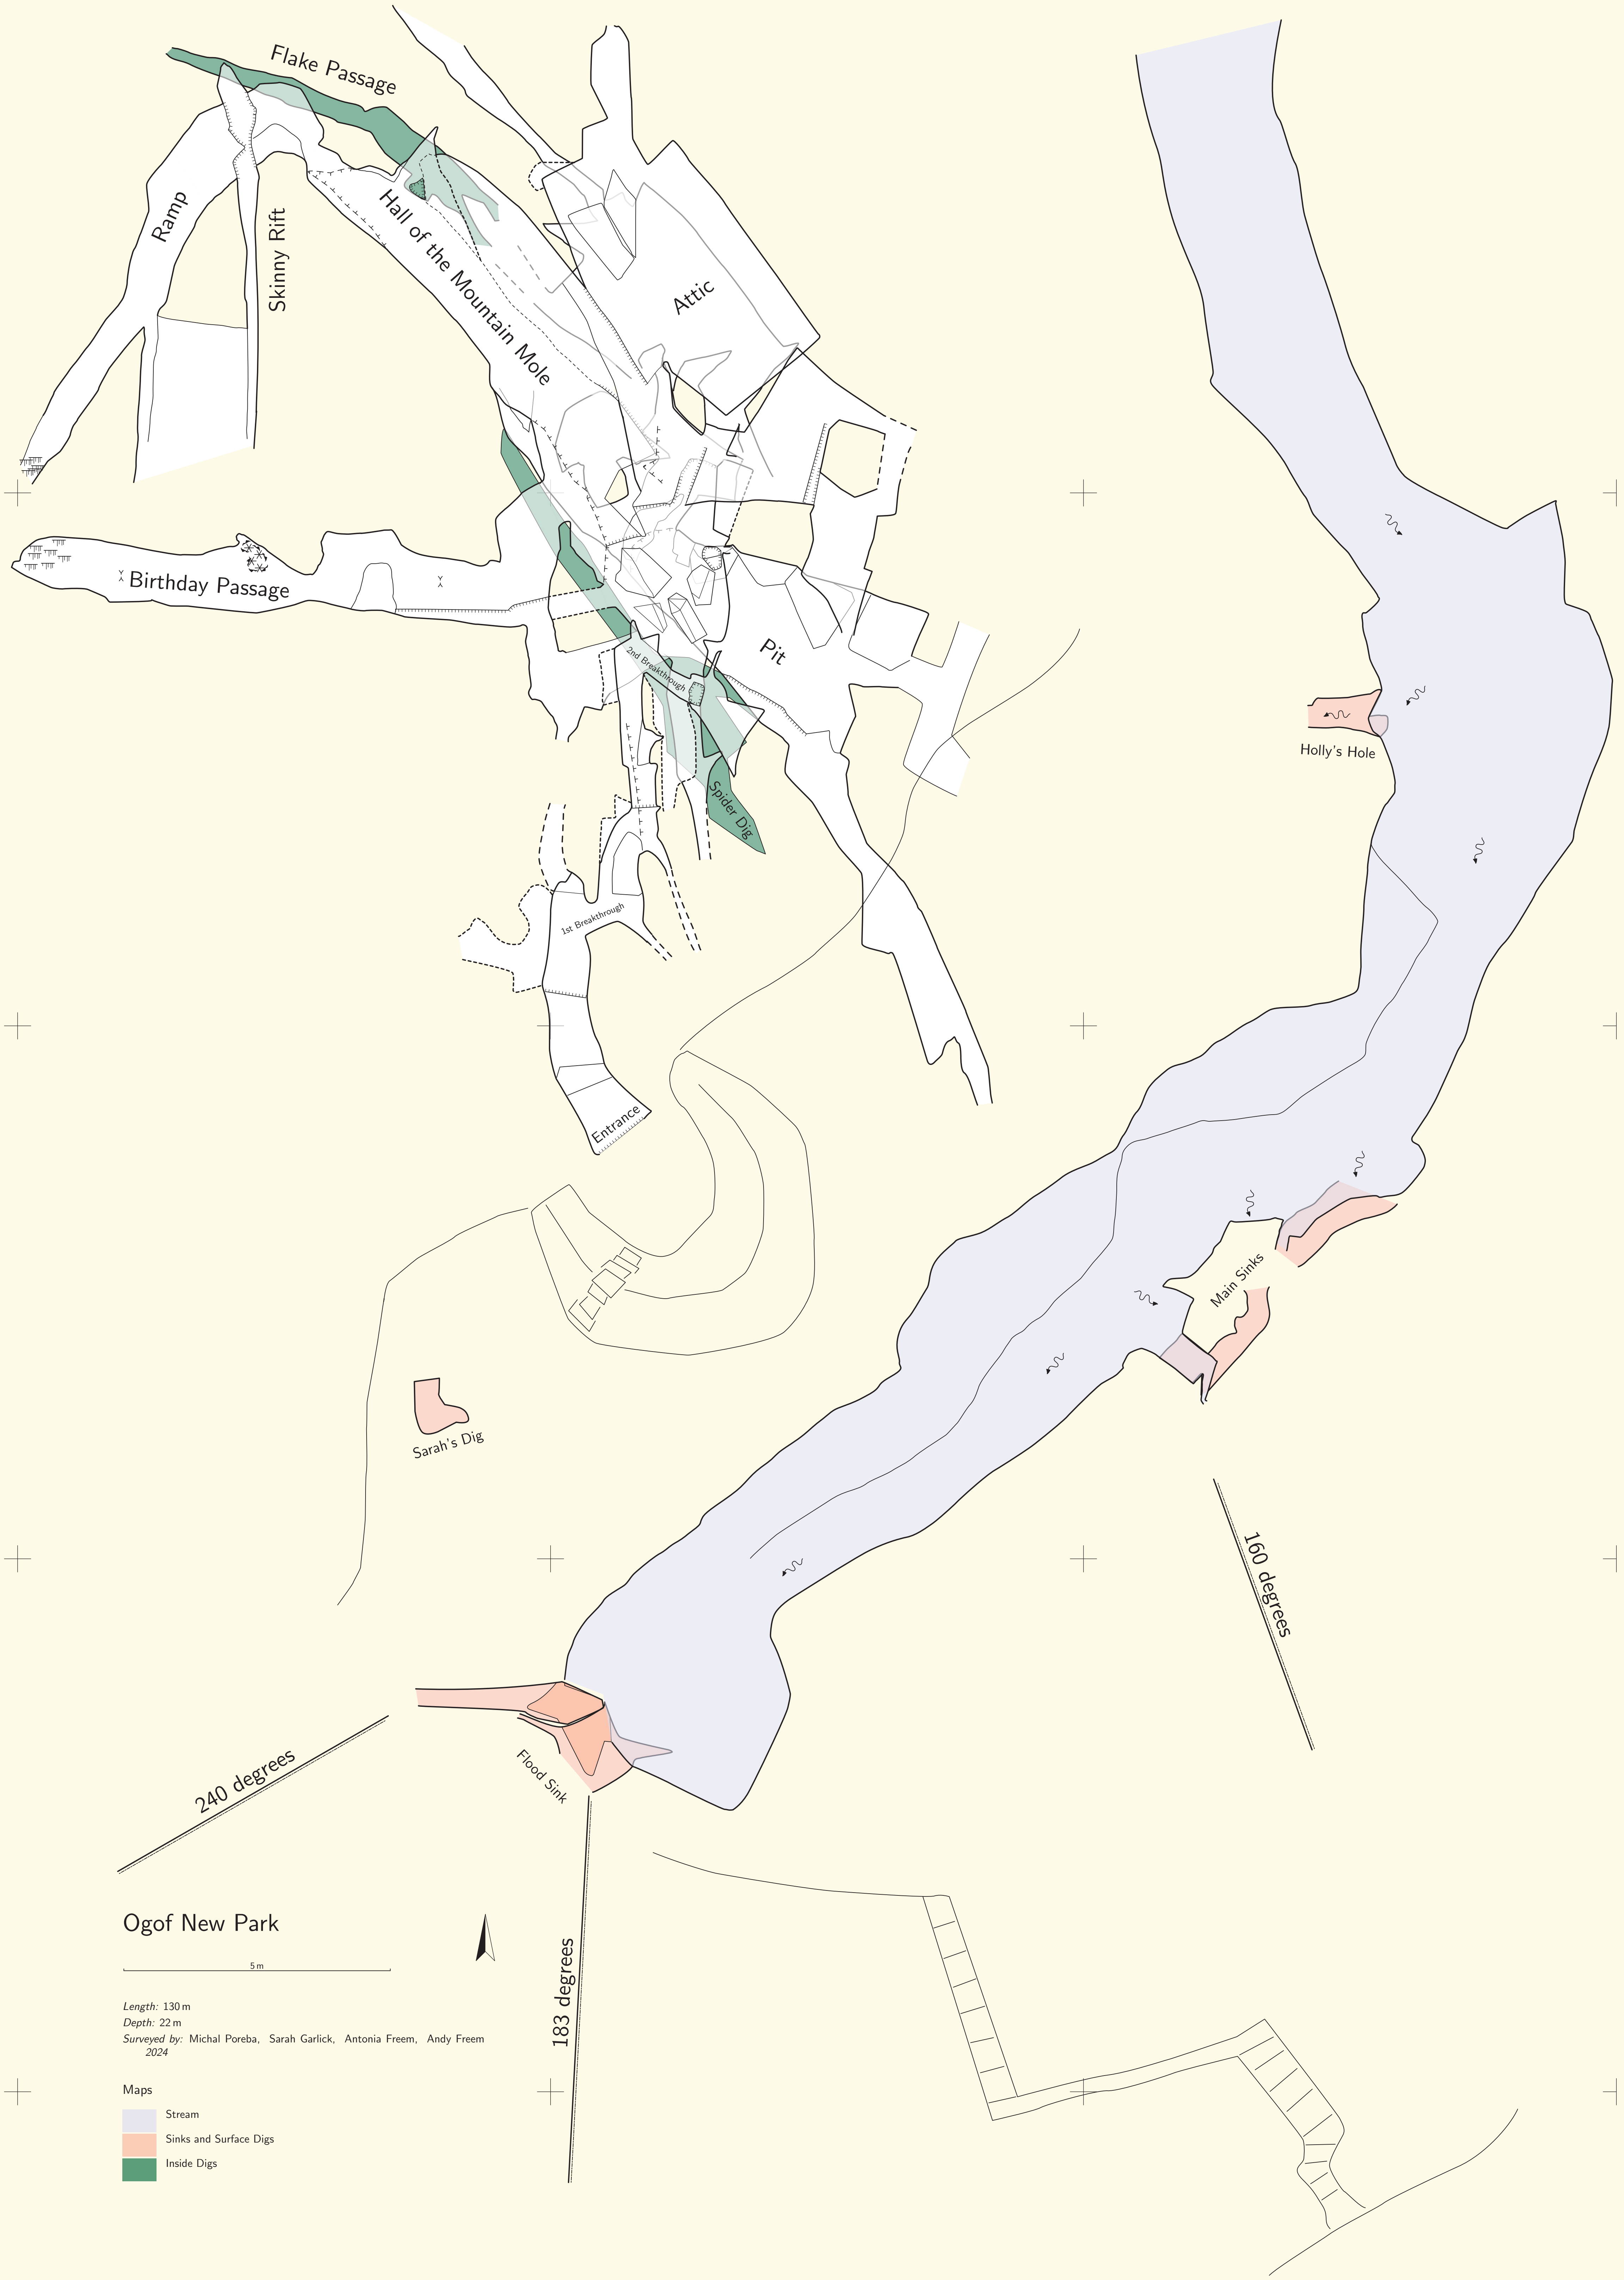 Flake Passage
Ramp
Skinny Rift
Hall of the Mountain Mole
Attic
Birthday Passage
2nd Breakthrough
Pit
Holly's Hole
Spider Dig
1st Breakthrough
Entrance
Main Sinks
Sarah's Dig
160 degrees
240 degrees
Flood Sink
183 degrees
Ogof New Park
5 m
Length: 130 m
Depth: 22 m
Surveyed by: Michal Poreba, Sarah Garlick, Antonia Freem, Andy Freem
2024
Maps
Stream
Sinks and Surface Digs
Inside Digs